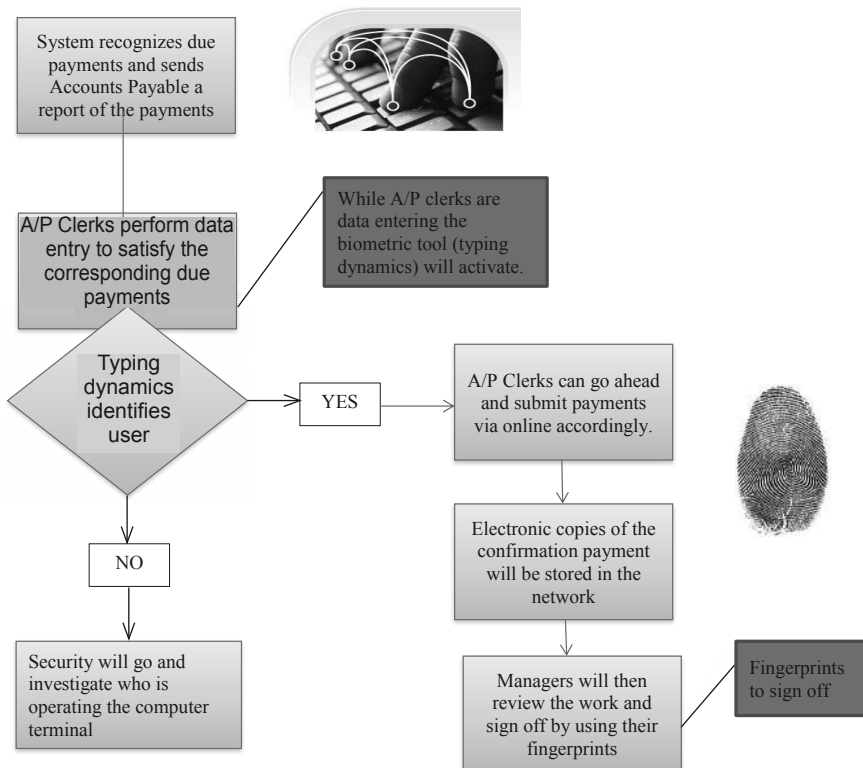 System recognizes due
payments and sends
Accounts Payable a
report of the payments
A/P Clerks perform data
entry to satisfy the
corresponding due
payments
While A/P clerks are
data entering the
biometric tool (typing
dynamics) will activate.
Typing
dynamics
identifies
user
YES
A/P Clerks can go ahead
and submit payments
via online accordingly.
Electronic copies of the
confirmation payment
will be stored in the
network
NO
Security will go and
investigate who is
operating the computer
terminal
Managers will then
review the work and
sign off by using their
fingerprints
Fingerprints
to sign off